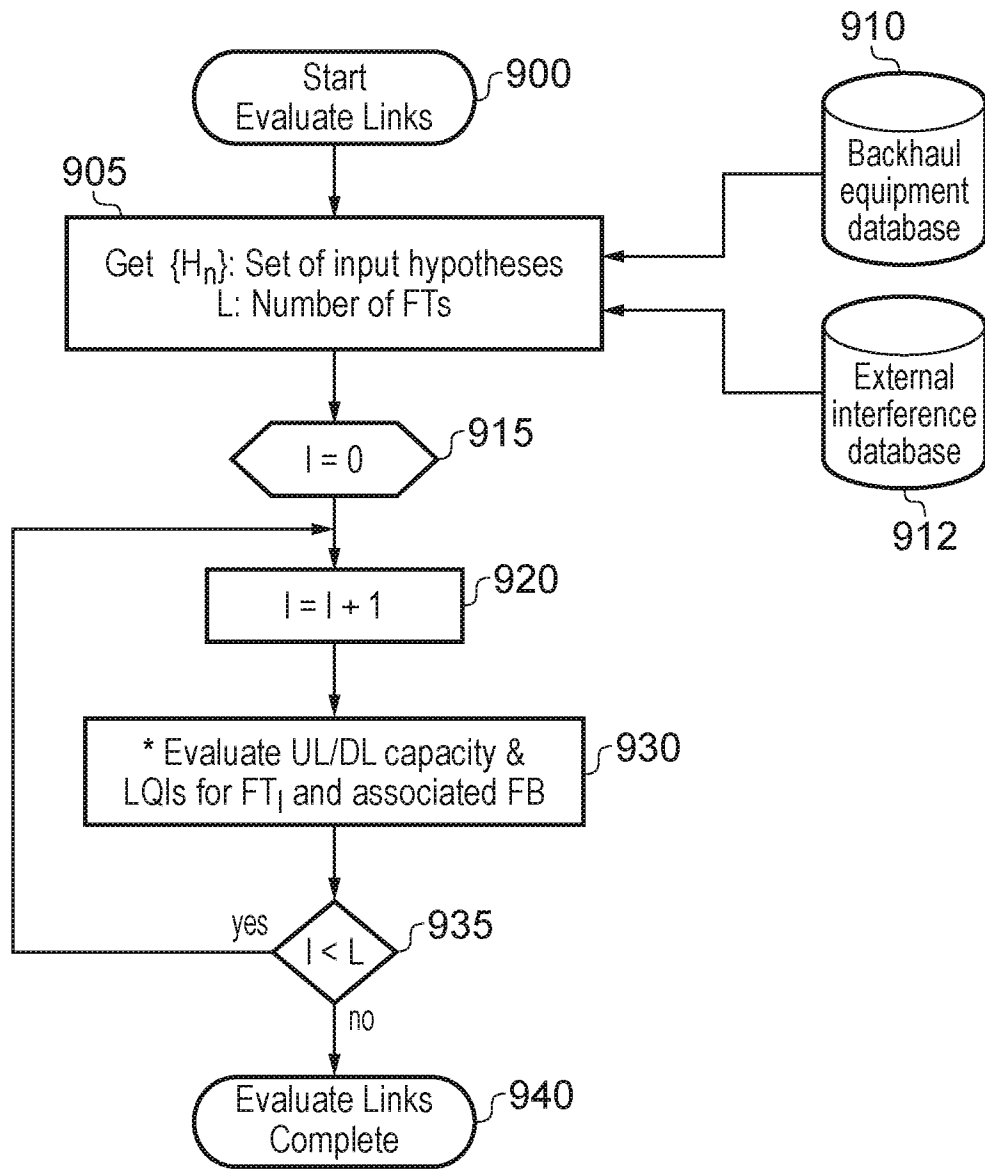 900
Start
Evaluate Links
910
Backhaul
equipment
database
905
Get {Hn}: Set of input hypotheses
L: Number of FTs
External
interference
database
912
915
l = 0
920
l = l + 1
930
* Evaluate UL/DL capacity &
LQIs for FTl and associated FB
935
l < L
yes
no
940
Evaluate Links
Complete